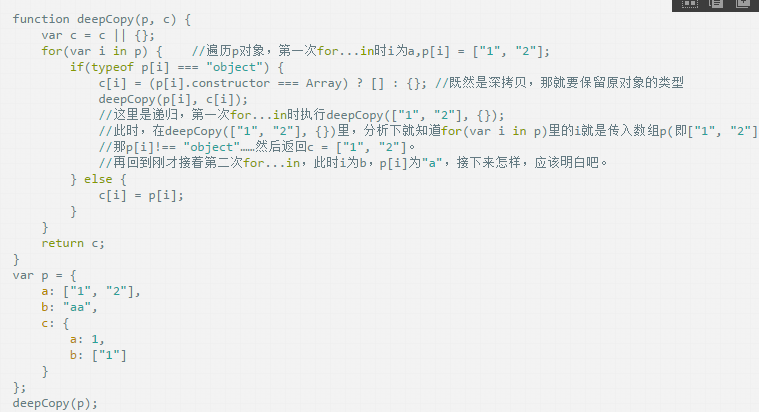 function deepCopy(p, c) {
    var c = c || {};
    for(var i in p) {    //遍历p对象，第一次for...in时i为a,p[i] = ["1", "2"];
        if(typeof p[i] === "object") {
            c[i] = (p[i].constructor === Array) ? [] : {}; //既然是深拷贝，那就要保留原对象的类型
            deepCopy(p[i], c[i]);
            //这里是递归，第一次for...in时执行deepCopy(["1", "2"], {});
            //此时，在deepCopy(["1", "2"], {})里，分析下就知道for(var i in p)里的i就是传入数组p(即["1", "2"]
            //那p[i]!== "object"……然后返回c = ["1", "2"]。
            //再回到刚才接着第二次for...in，此时i为b，p[i]为"a"，接下来怎样，应该明白吧。
        } else {
            c[i] = p[i];
        }
    }
    return c;
}
var p = {
    a: ["1", "2"],
    b: "aa",
    c: {
        a: 1,
        b: ["1"]
    }
};
deepCopy(p);